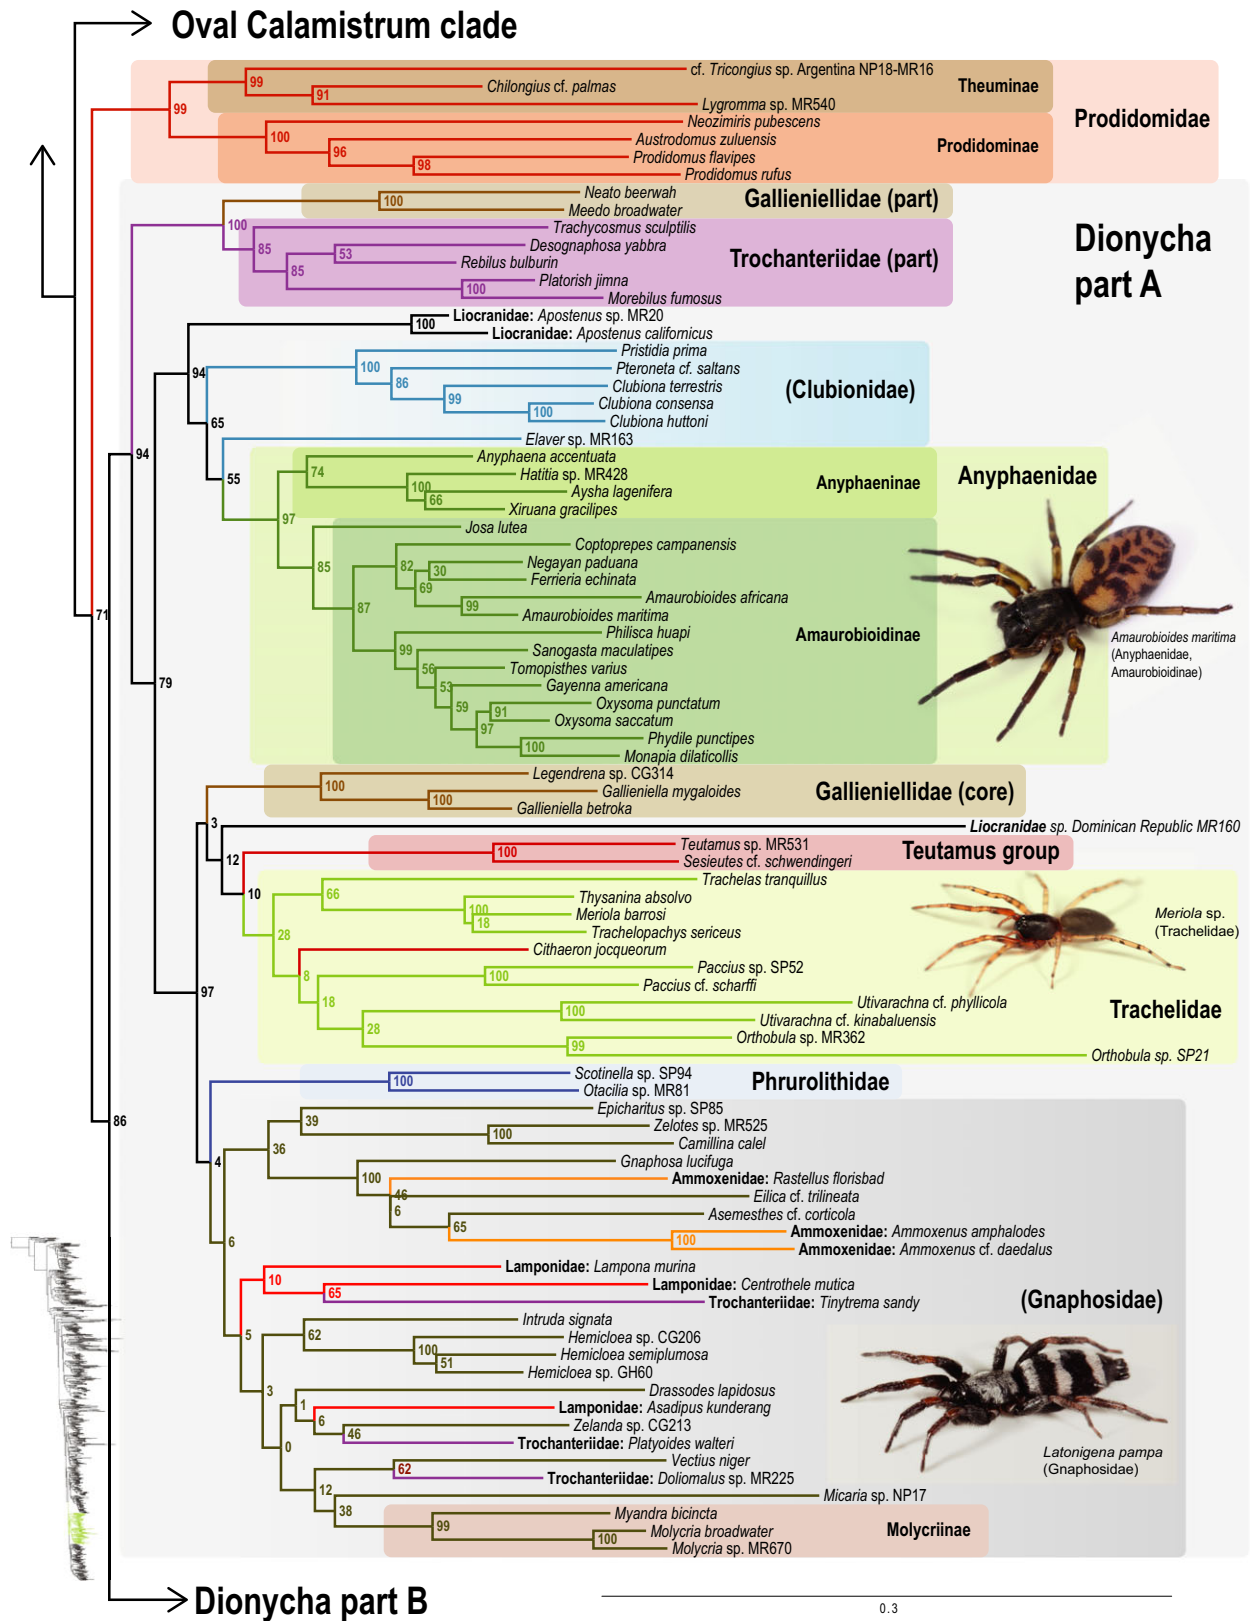 Oval Calamistrum clade
cf. Tricongius sp. Argentina NP18-MR16
99
Chilongius cf. palmas
Theuminae
91
Lygromma sp. MR540
99
Prodidomidae
Neozimiris pubescens
100
Austrodomus zuluensis
Prodidominae
96
Prodidomus flavipes
98
Prodidomus rufus
Neato beerwah
100
Gallieniellidae (part)
Meedo broadwater
100
Trachycosmus sculptilis
Dionycha
part A
85
Desognaphosa yabbra
53
Trochanteriidae (part)
Rebilus bulburin
85
Platorish jimna
100
Morebilus fumosus
Liocranidae: Apostenus sp. MR20
100
Liocranidae: Apostenus californicus
Pristidia prima
100
Pteroneta cf. saltans
94
86
Clubiona terrestris
(Clubionidae)
99
Clubiona consensa
100
Clubiona huttoni
65
Elaver sp. MR163
94
Anyphaena accentuata
74
Hatitia sp. MR428
55
Anyphaenidae
100
Aysha lagenifera
Anyphaeninae
66
Xiruana gracilipes
97
Josa lutea
Coptoprepes campanensis
85
82
Negayan paduana
30
Ferrieria echinata
69
Amaurobioides africana
99
Amaurobioides maritima
87
71
Philisca huapi
Amaurobioidinae
Amaurobioides maritima
(Anyphaenidae,
Amaurobioidinae)
99
Sanogasta maculatipes
56
Tomopisthes varius
53
Gayenna americana
79
59
Oxysoma punctatum
91
Oxysoma saccatum
97
Phydile punctipes
100
Monapia dilaticollis
Legendrena sp. CG314
100
Gallieniella mygaloides
Gallieniellidae (core)
100
Gallieniella betroka
3
Liocranidae sp. Dominican Republic MR160
Teutamus sp. MR531
100
Teutamus group
12
Sesieutes cf. schwendingeri
10
Trachelas tranquillus
66
Thysanina absolvo
100
Meriola barrosi
18
Trachelopachys sericeus
Meriola sp.
(Trachelidae)
28
Cithaeron jocqueorum
8
Paccius sp. SP52
100
Paccius cf. scharffi
97
18
Utivarachna cf. phyllicola
100
Trachelidae
Utivarachna cf. kinabaluensis
28
Orthobula sp. MR362
99
Orthobula sp. SP21
Scotinella sp. SP94
100
Phrurolithidae
Otacilia sp. MR81
Epicharitus sp. SP85
86
39
Zelotes sp. MR525
100
Camillina calel
36
4
Gnaphosa lucifuga
100
Ammoxenidae: Rastellus florisbad
46
Eilica cf. trilineata
6
Asemesthes cf. corticola
65
Ammoxenidae: Ammoxenus amphalodes
100
Ammoxenidae: Ammoxenus cf. daedalus
6
Lamponidae: Lampona murina
10
Lamponidae: Centrothele mutica
65
Trochanteriidae: Tinytrema sandy
(Gnaphosidae)
5
Intruda signata
62
Hemicloea sp. CG206
100
Hemicloea semiplumosa
51
Hemicloea sp. GH60
3
Drassodes lapidosus
1
Lamponidae: Asadipus kunderang
6
Zelanda sp. CG213
46
Trochanteriidae: Platyoides walteri
0
Latonigena pampa
(Gnaphosidae)
Vectius niger
62
Trochanteriidae: Doliomalus sp. MR225
12
Micaria sp. NP17
38
Myandra bicincta
99
Molycria broadwater
Molycriinae
100
Molycria sp. MR670
Dionycha part B
0.3